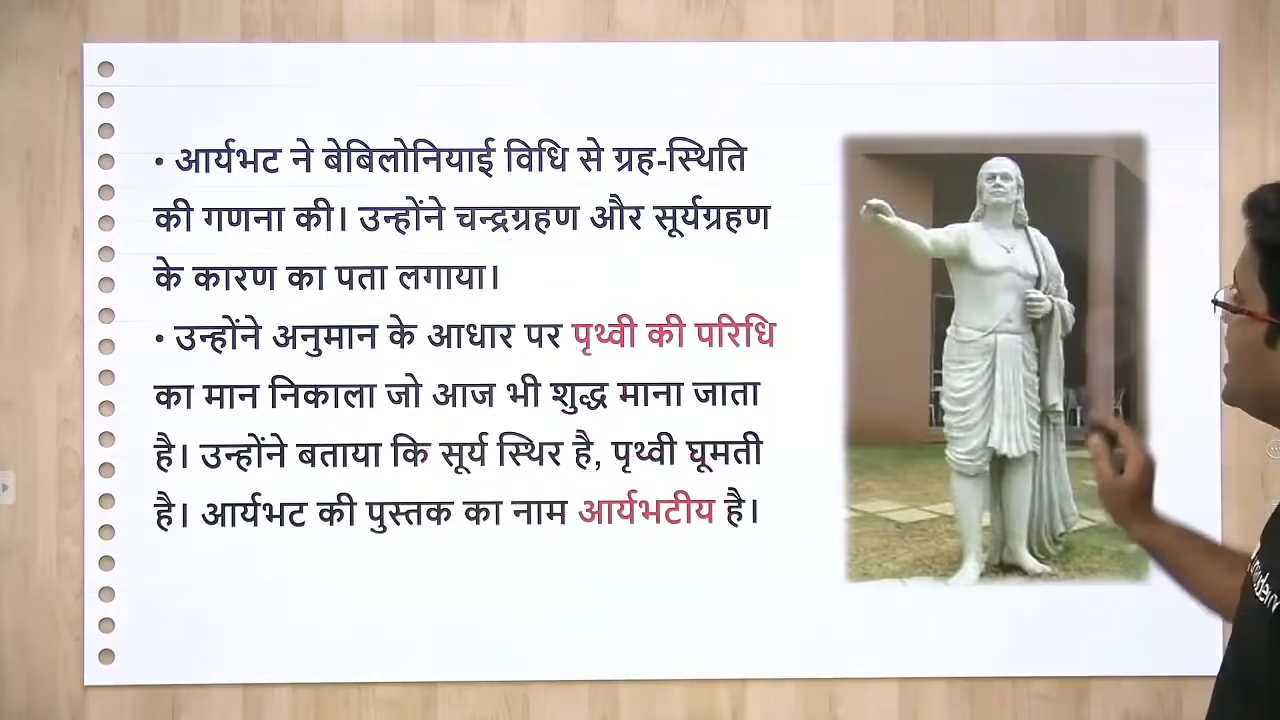 • आर्यभट ने बेबिलोनियाई विधि से ग्रह-स्थिति
की गणना की। उन्होंने चन्द्रग्रहण और सूर्यग्रहण
के कारण का पता लगाया।
• उन्होंने अनुमान के आधार पर पृथ्वी की परिधि
का मान निकाला जो आज भी शुद्ध माना जाता
है। उन्होंने बताया कि सूर्य स्थिर है, पृथ्वी घूमती
है। आर्यभट की पुस्तक का नाम आर्यभटीय है।